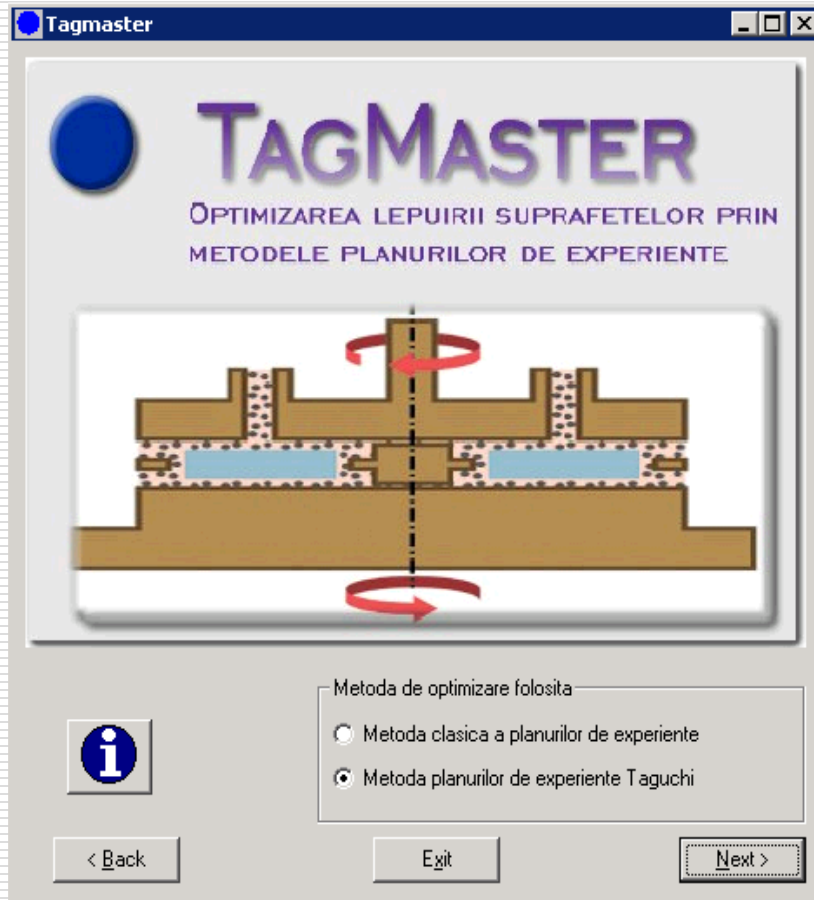 Tagmaster
TAGMASTER
OPTIMIZAREA LEPUIRII SUPRAFETELOR PRIN
METODELE PLANURILOR DE EXPERIENTE
Metoda de optimizare folosita
Metoda clasica a planurilor de experiente
Metoda planurilor de experiente Taguchi
i
< Back
Exit
Next >